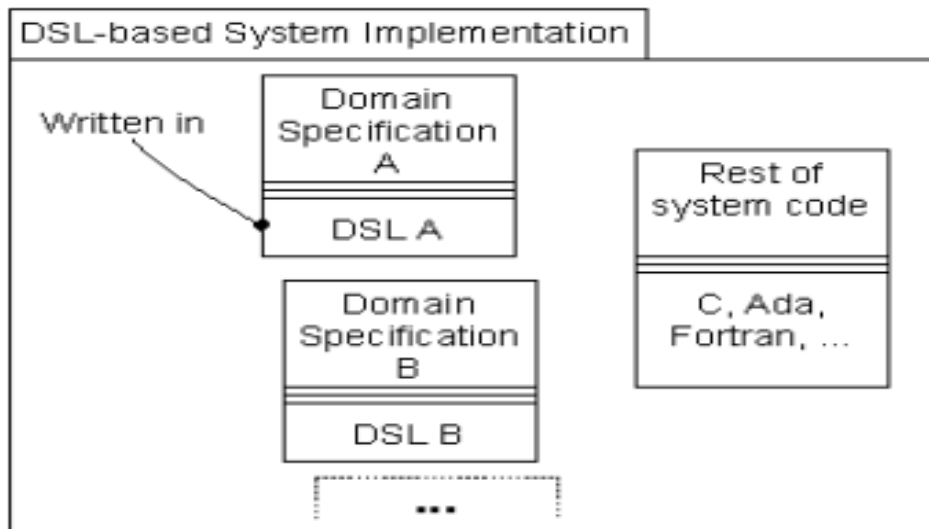 DSL-based System Implementation
Written in
Domain
Specification
A
DSL A
Domain
Specification
B
DSL B
...
Rest of
system code
C, Ada,
Fortran, ...